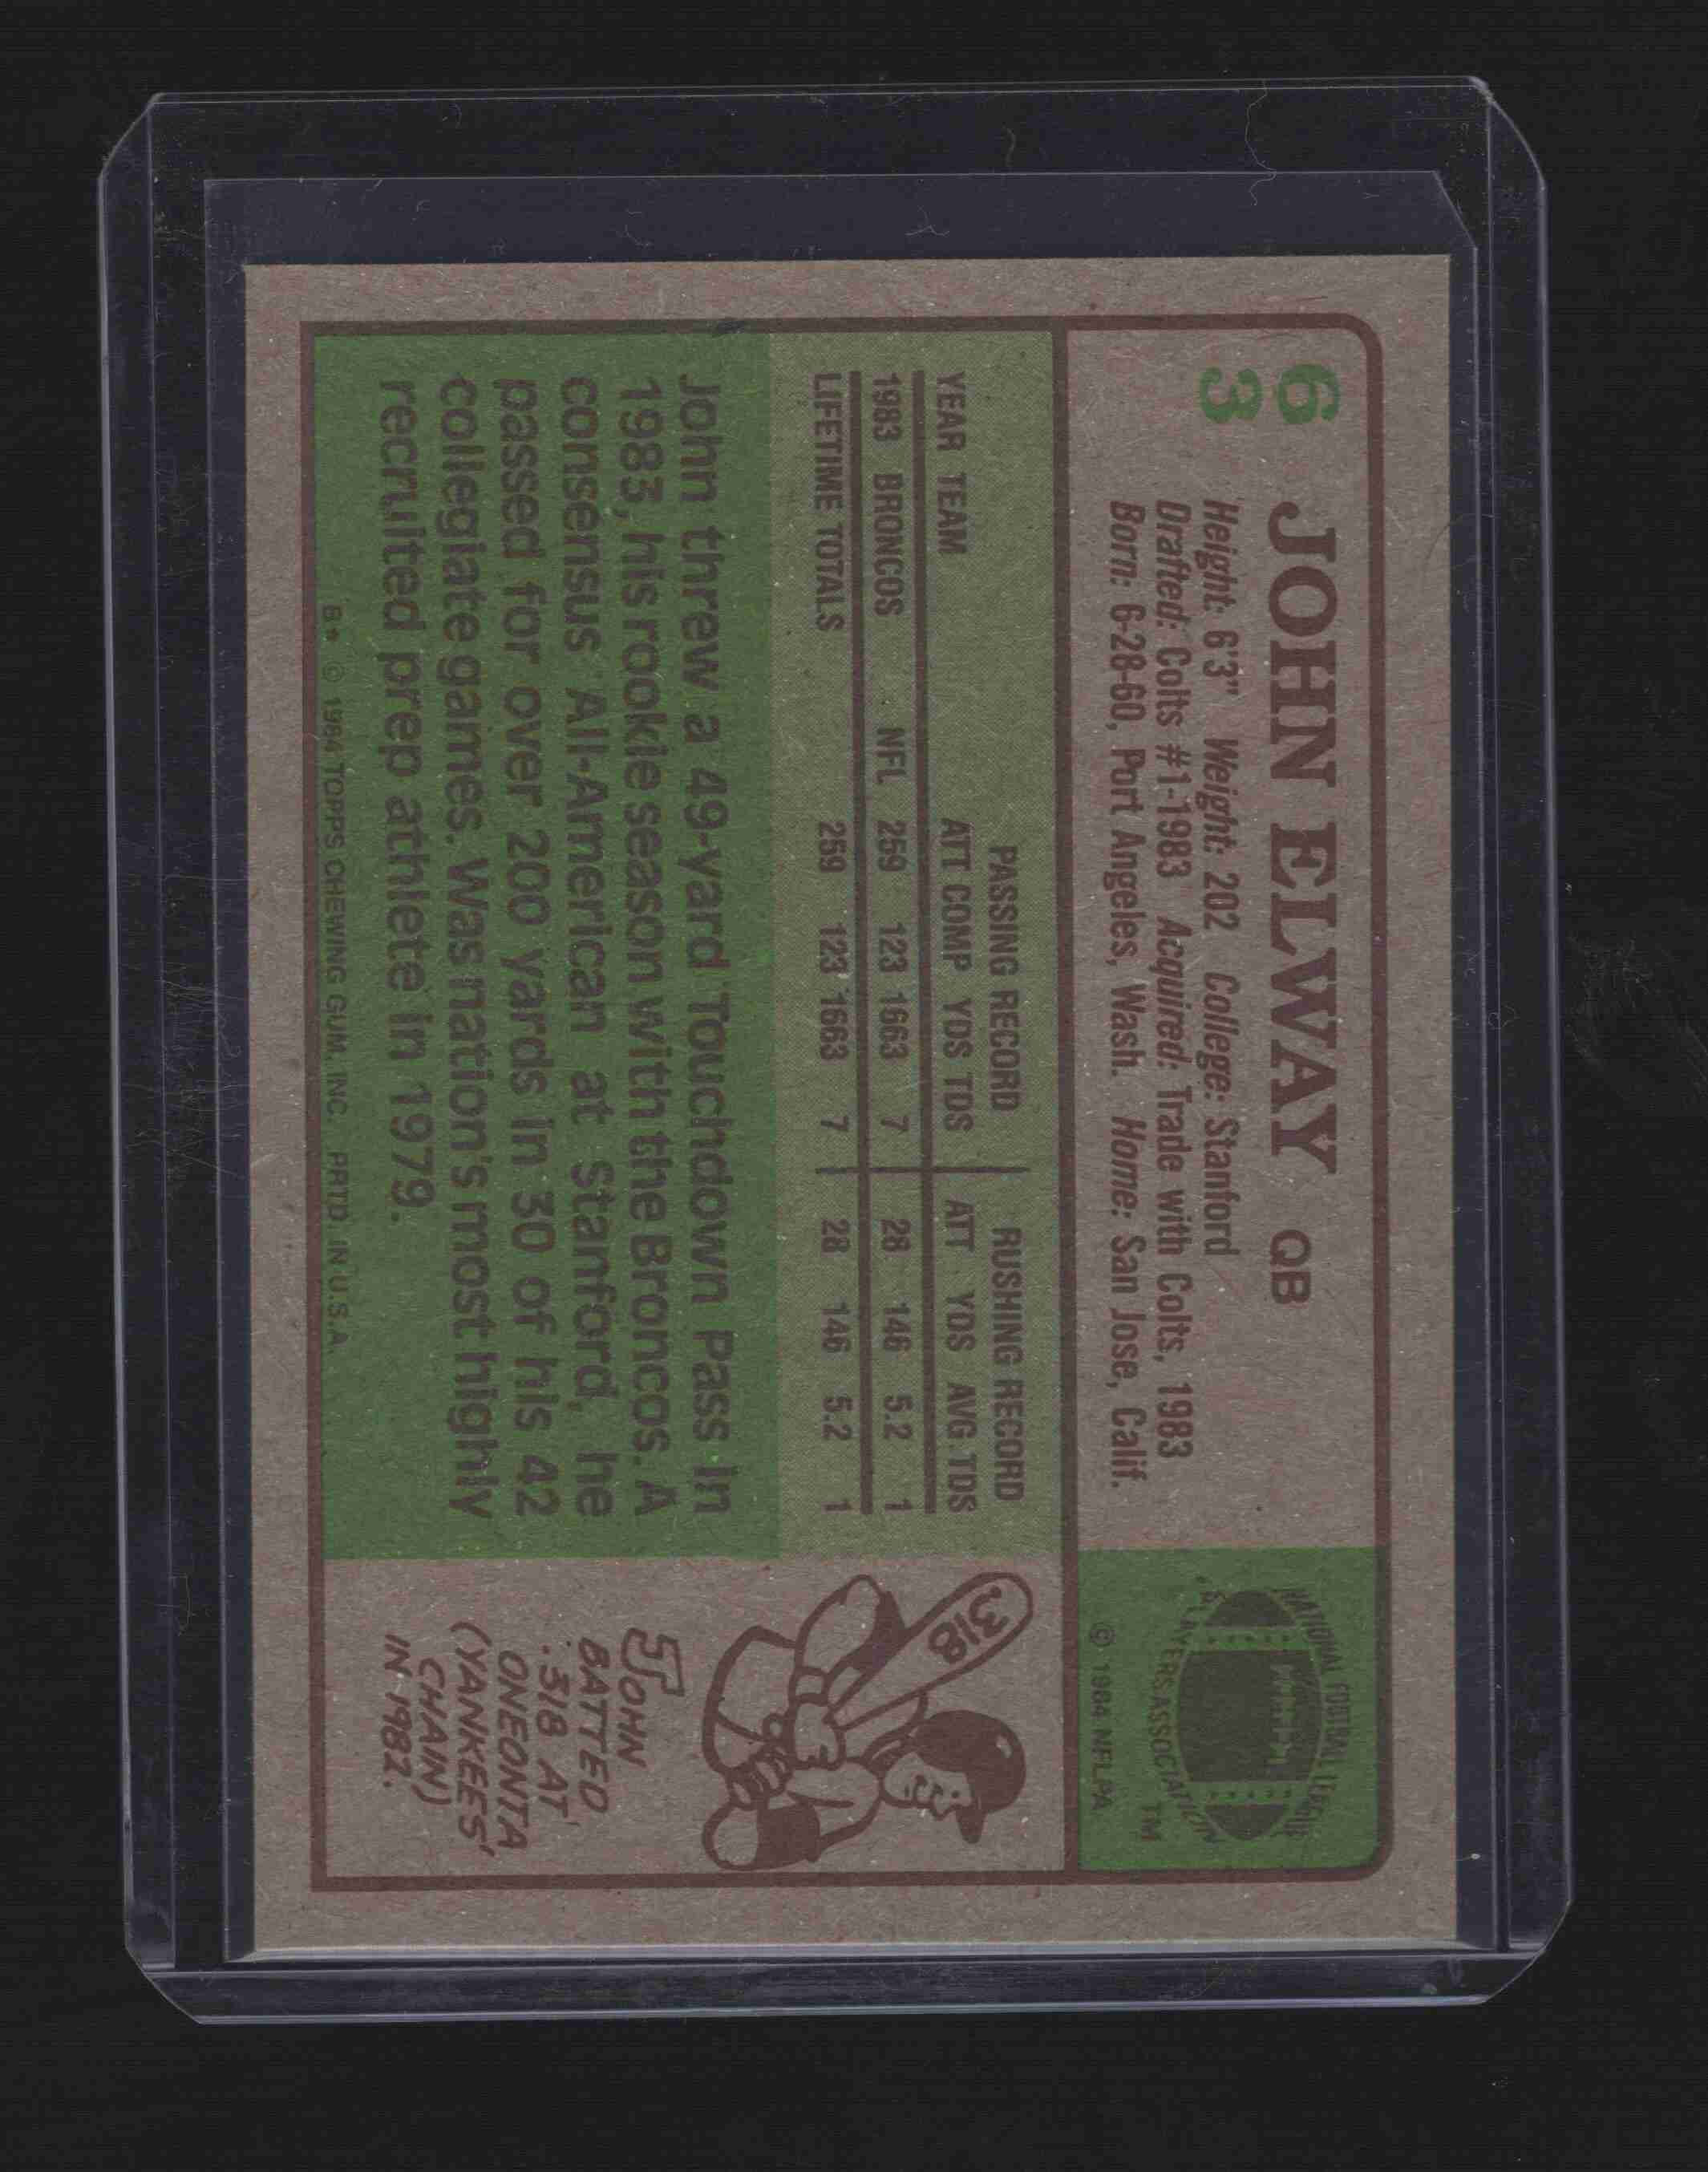 63
JOHN ELWAY QB
Height: 6'3" Weight: 202 College: Stanford
Drafted: Colts #1-1983 Acquired: Trade with Colts, 1983
Born: 6-28-60, Port Angeles, Wash. Home: San Jose, Calif.
NATIONAL FOOTBALL LEAGUE
PLAYERS ASSOCIATION
TM
© 1984 NFLPA
PASSING RECORD RUSHING RECORD
YEAR TEAM ATT COMP YDS TDS ATT YDS AVG TDS
1983 BRONCOS NFL 259 123 1663 7 28 146 5.2 1
LIFETIME TOTALS 259 123 1663 7 28 146 5.2 1
John threw a 49-yard Touchdown Pass in
1983, his rookie season with the Broncos. A
consensus All-American at Stanford, he
passed for over 200 yards in 30 of his 42
collegiate games. Was nation's most highly
recruited prep athlete in 1979.
B* © 1984 TOPPS CHEWING GUM, INC. PRTD. IN U.S.A.
.318
JOHN
BATTED
.318 AT
ONEONTA
(YANKEES'
CHAIN)
IN 1982.